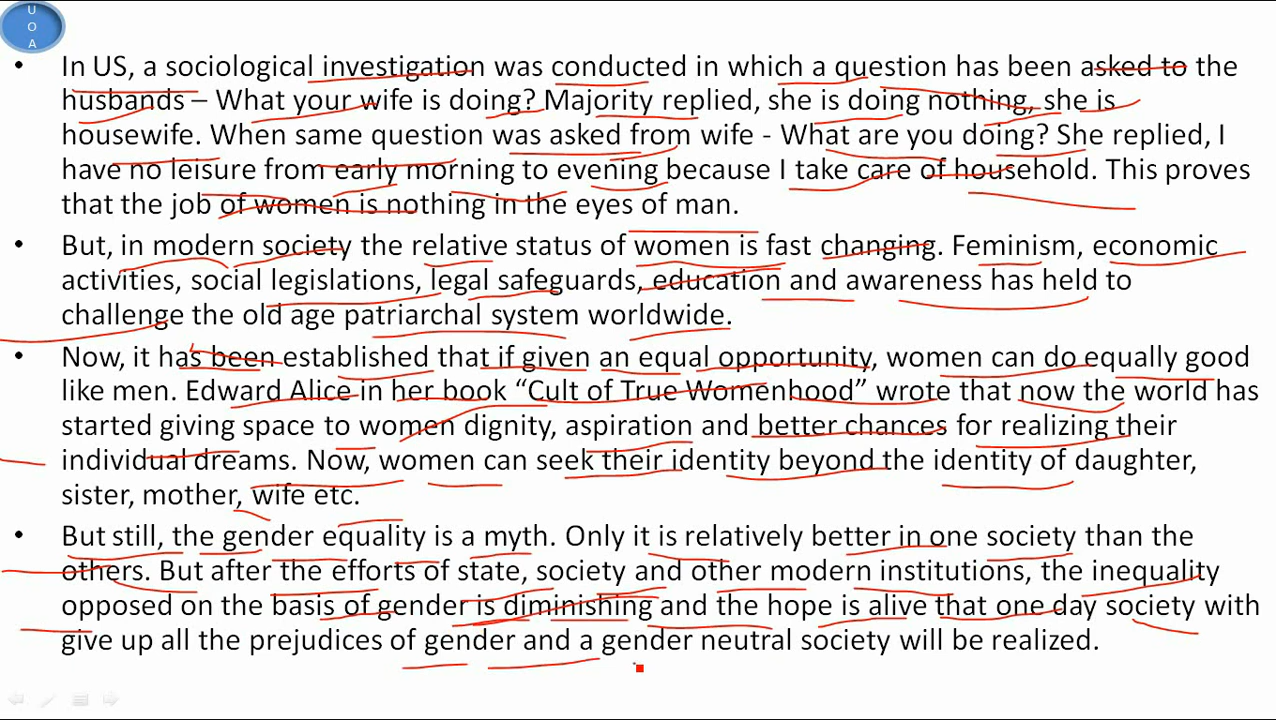 U
O
A
• In US, a sociological investigation was conducted in which a question has been asked to the
husbands – What your wife is doing? Majority replied, she is doing nothing, she is
housewife. When same question was asked from wife - What are you doing? She replied, I
have no leisure from early morning to evening because I take care of household. This proves
that the job of women is nothing in the eyes of man.
• But, in modern society the relative status of women is fast changing. Feminism, economic
activities, social legislations, legal safeguards, education and awareness has held to
challenge the old age patriarchal system worldwide.
• Now, it has been established that if given an equal opportunity, women can do equally good
like men. Edward Alice in her book “Cult of True Womenhood” wrote that now the world has
started giving space to women dignity, aspiration and better chances for realizing their
individual dreams. Now, women can seek their identity beyond the identity of daughter,
sister, mother, wife etc.
• But still, the gender equality is a myth. Only it is relatively better in one society than the
others. But after the efforts of state, society and other modern institutions, the inequality
opposed on the basis of gender is diminishing and the hope is alive that one day society with
give up all the prejudices of gender and a gender neutral society will be realized.